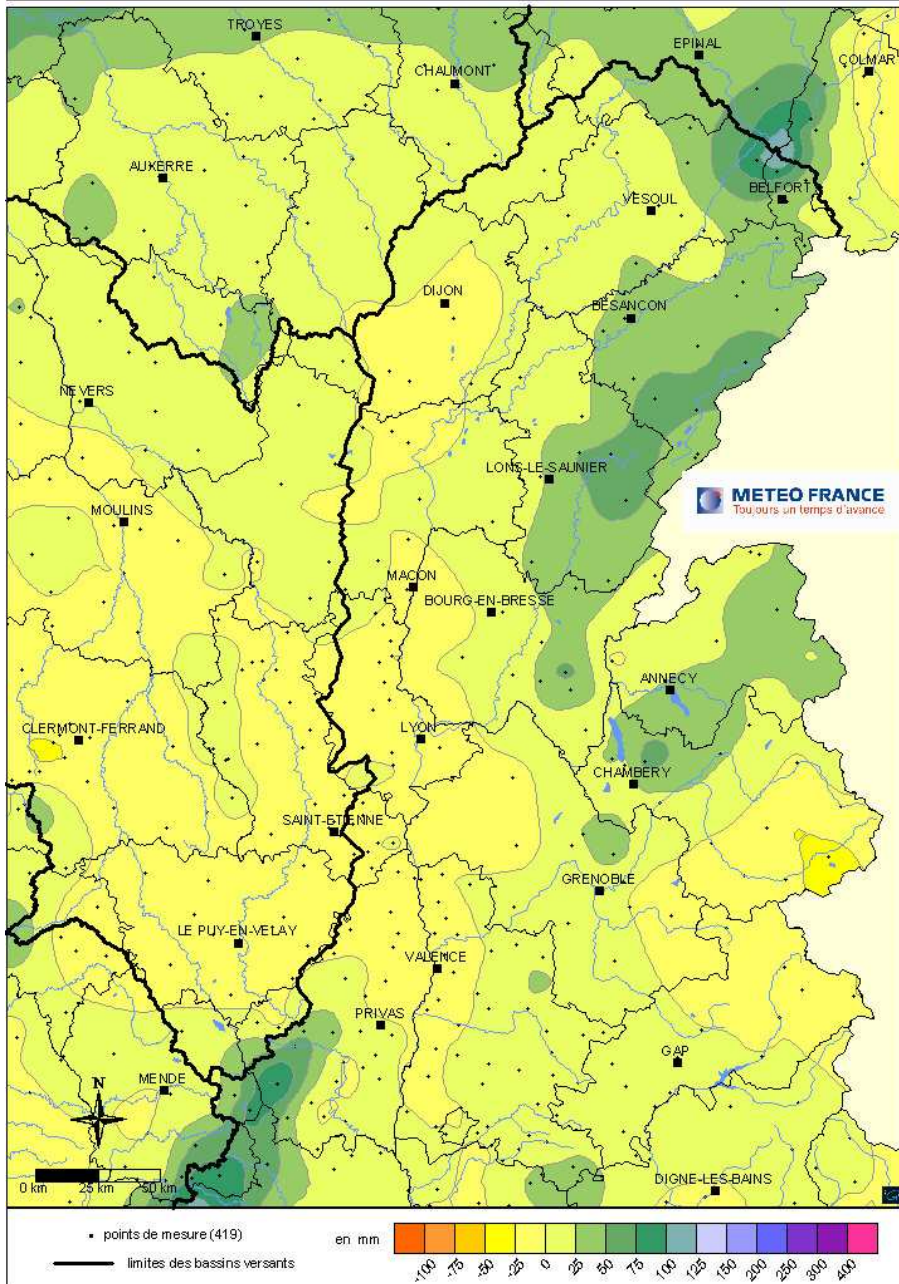 TROYES
EPINAL
COLMAR
CHAUMONT
AUXERRE
BELFORT
VESOUL
DIJON
BESANCON
NEVERS
LONS-LE-SAUNIER
METEO FRANCE
Toujours un temps d'avance
MOULINS
MACON
BOURG-EN-BRESSE
ANNECY
CLERMONT-FERRAND
LYON
CHAMBERY
SAINT-ETIENNE
GRENOBLE
LE PUY-EN-VELAY
VALENCE
PRIVAS
GAP
MENDE
N
DIGNE-LES-BAINS
0 km 25 km 50 km
points de mesure (419)
limites des bassins versants
en mm
-100 -75 -50 -25 0 25 50 75 100 125 150 200 250 300 400